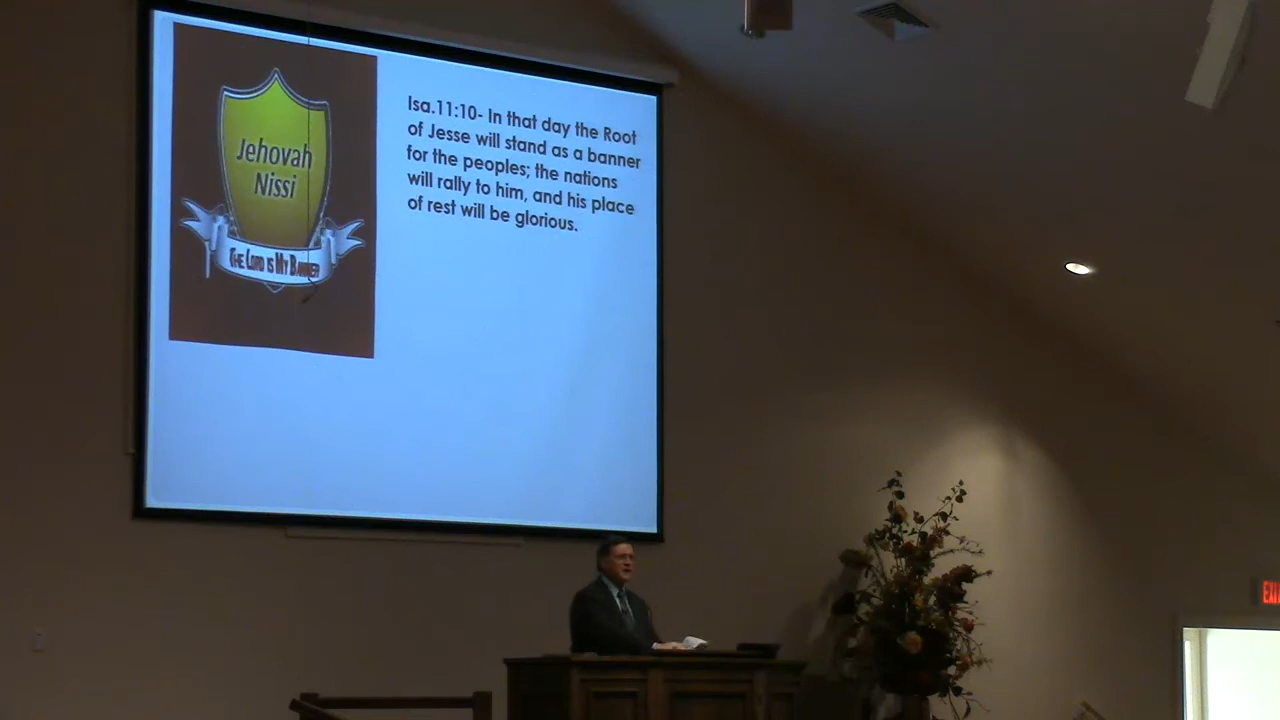 Jehovah
Nissi
THE LORD IS MY BANNER
Isa.11:10- In that day the Root
of Jesse will stand as a banner
for the peoples; the nations
will rally to him, and his place
of rest will be glorious.